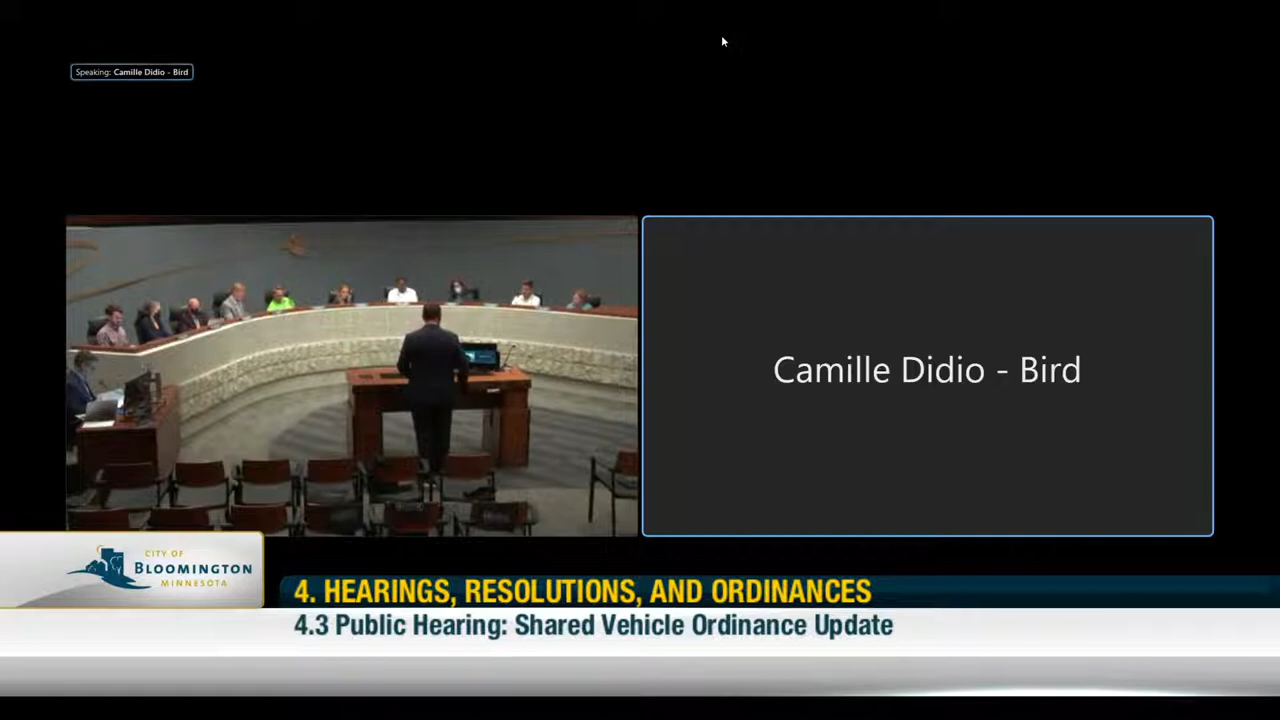 Speaking: Camille Didio - Bird
Camille Didio - Bird
CITY OF
BLOOMINGTON
MINNESOTA
4. HEARINGS, RESOLUTIONS, AND ORDINANCES
4.3 Public Hearing: Shared Vehicle Ordinance Update